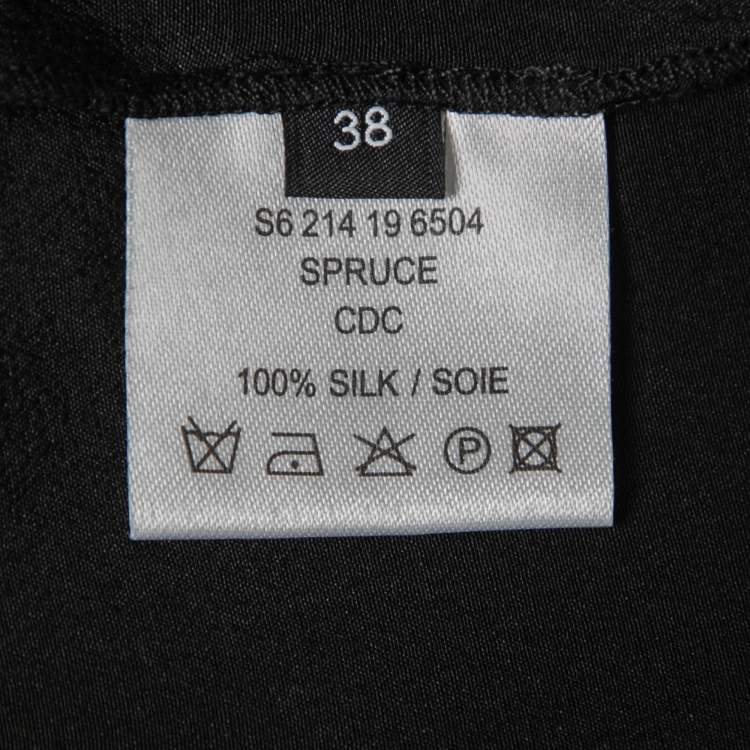 38
S6 214 19 6504
SPRUCE
CDC
100% SILK / SOIE
P